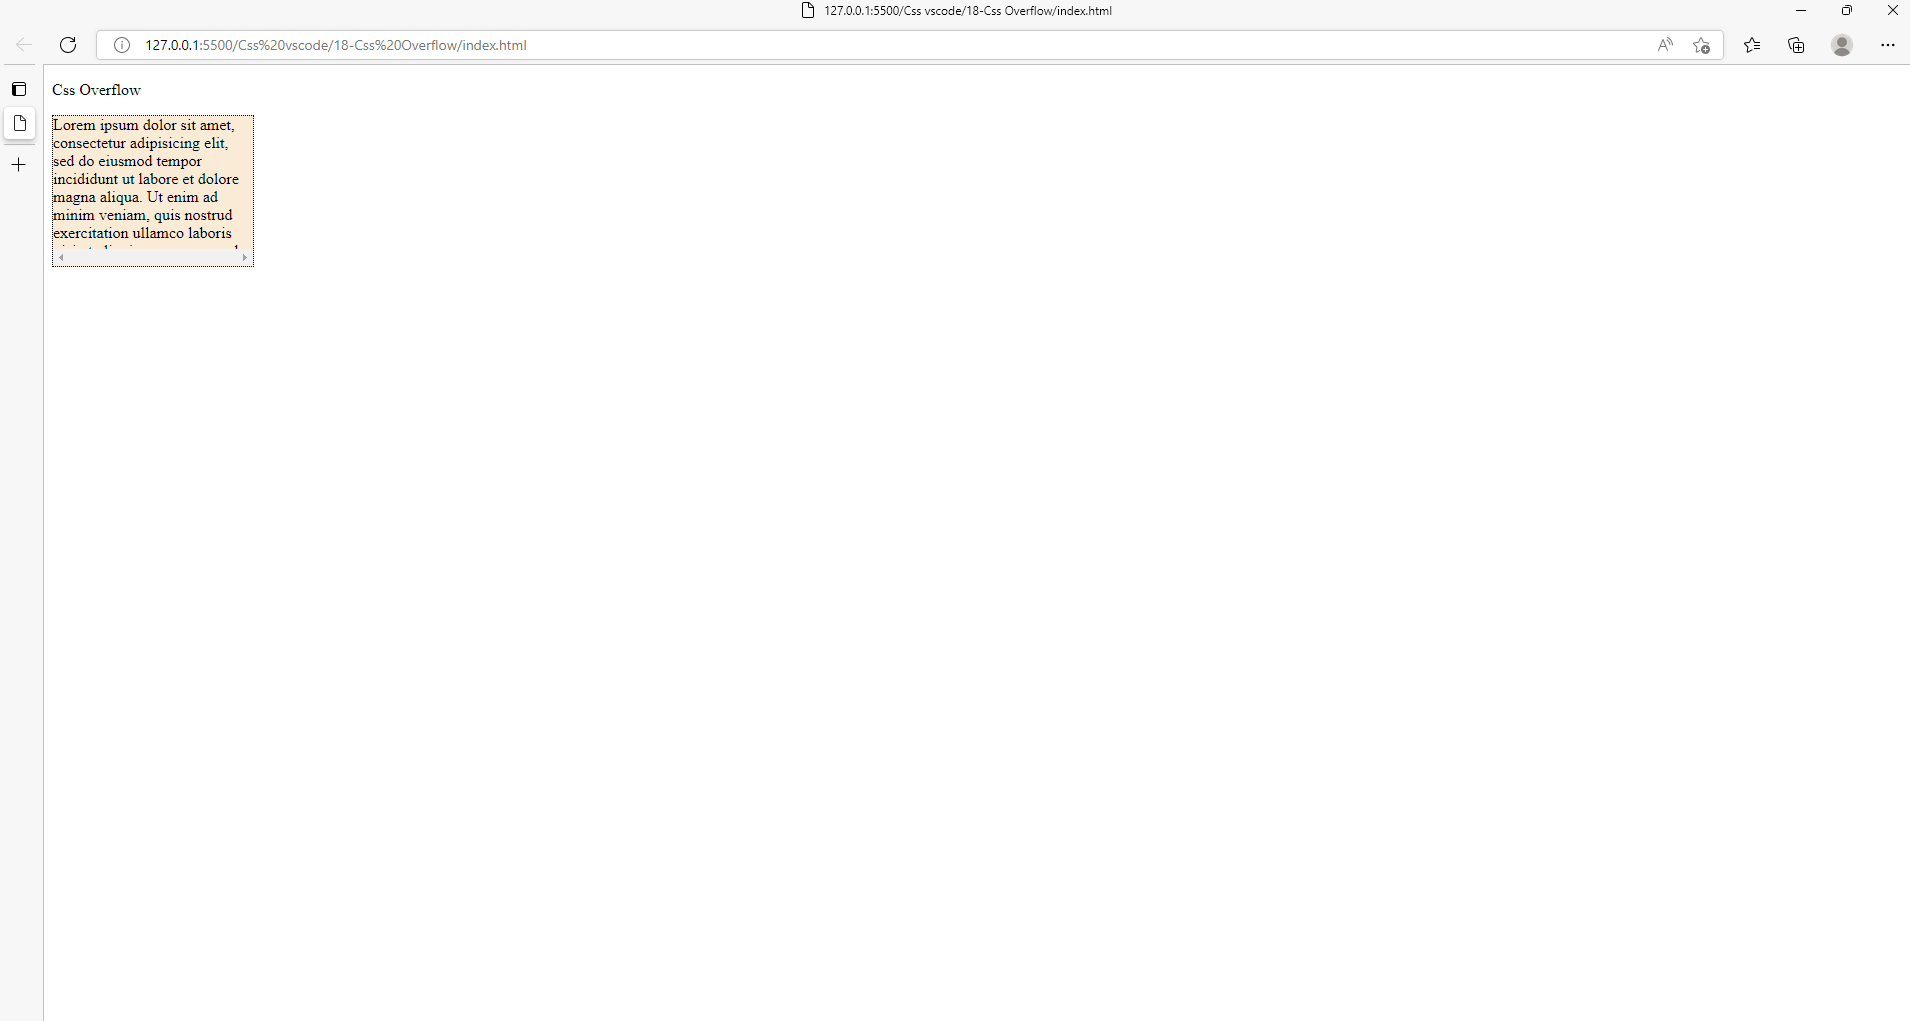 127.0.0.1:5500/Css vscode/18-Css Overflow/index.html
127.0.0.1:5500/Css%20vscode/18-Css%20Overflow/index.html
Css Overflow
Lorem ipsum dolor sit amet,
consectetur adipisicing elit,
sed do eiusmod tempor
incididunt ut labore et dolore
magna aliqua. Ut enim ad
minim veniam, quis nostrud
exercitation ullamco laboris